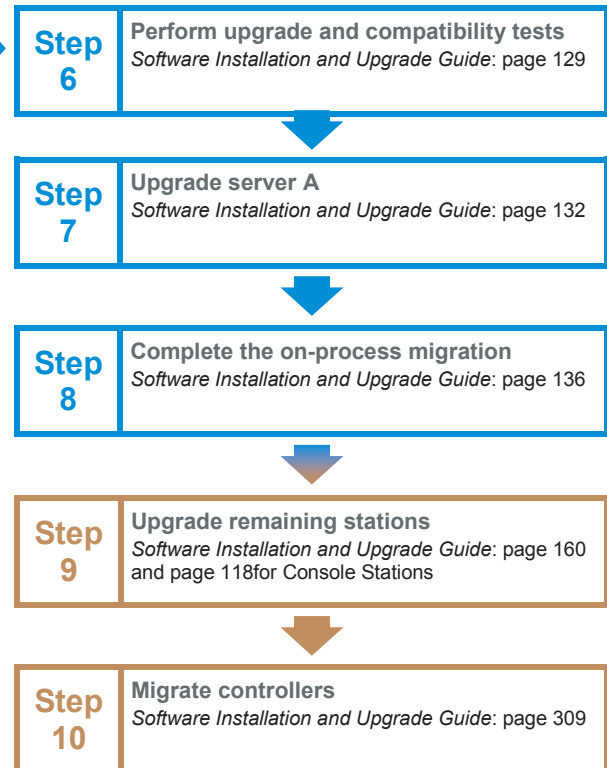 Step
6
Perform upgrade and compatibility tests
Software Installation and Upgrade Guide: page 129
Step
7
Upgrade server A
Software Installation and Upgrade Guide: page 132
Step
8
Complete the on-process migration
Software Installation and Upgrade Guide: page 136
Step
9
Upgrade remaining stations
Software Installation and Upgrade Guide: page 160
and page 118for Console Stations
Step
10
Migrate controllers
Software Installation and Upgrade Guide: page 309